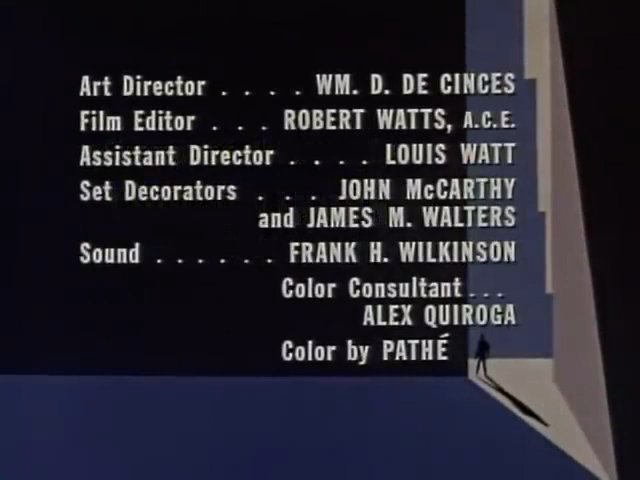 Art Director . . . . WM. D. DE CINCES
Film Editor . . . ROBERT WATTS, A.C.E.
Assistant Director . . . . LOUIS WATT
Set Decorators . . . JOHN McCARTHY
and JAMES M. WALTERS
Sound . . . . . . FRANK H. WILKINSON
Color Consultant . . .
ALEX QUIROGA
Color by PATHÉ